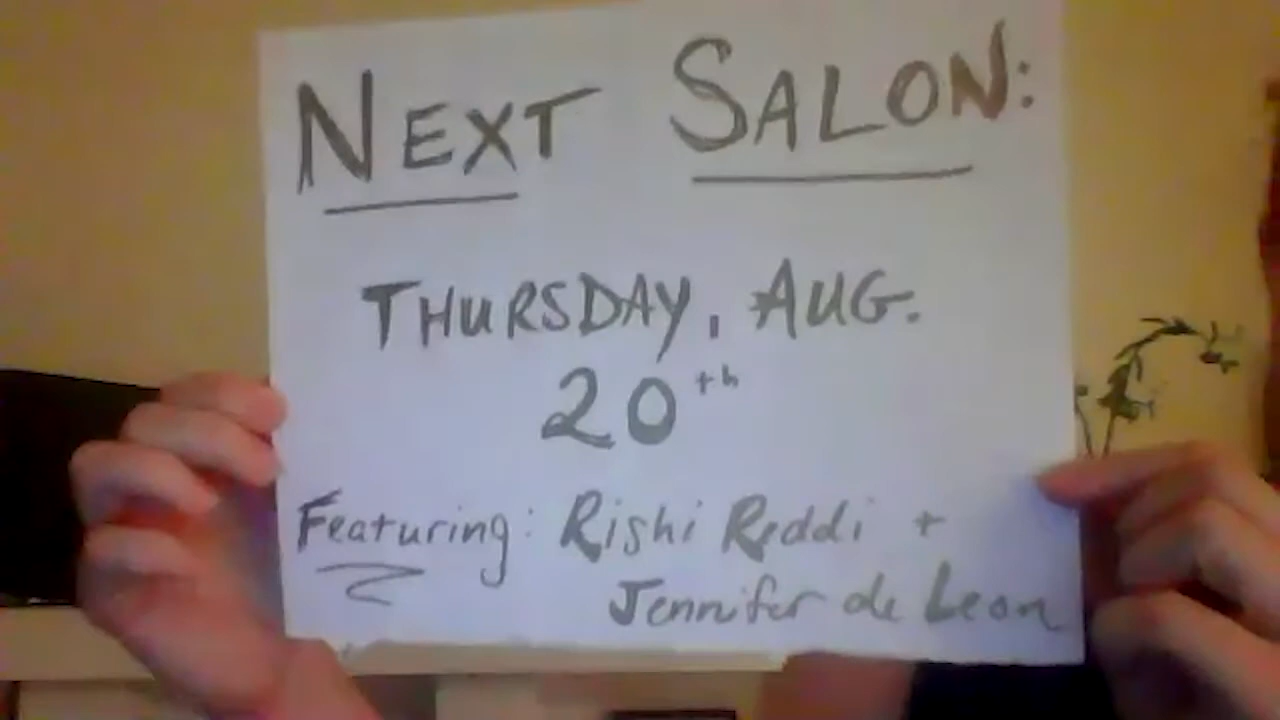 NEXT SALON:
THURSDAY, AUG.
20th
Featuring: Rishi Reddi +
Jennifer de Leon